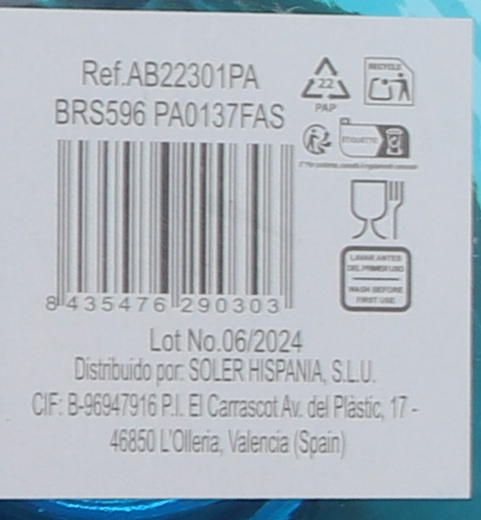 Ref.AB22301PA
BRS596 PA0137FAS
8 435476 290303
Lot No.06/2024
Distribuido por: SOLER HISPANIA, S.L.U.
CIF: B-96947916 P.I. El Carrascot Av. del Plàstic, 17 -
46850 L'Olleria, Valencia (Spain)
22
PAP
RECYCLE
ETIQUETTE
LAVAR ANTES
DEL PRIMER USO
WASH BEFORE
FIRST USE